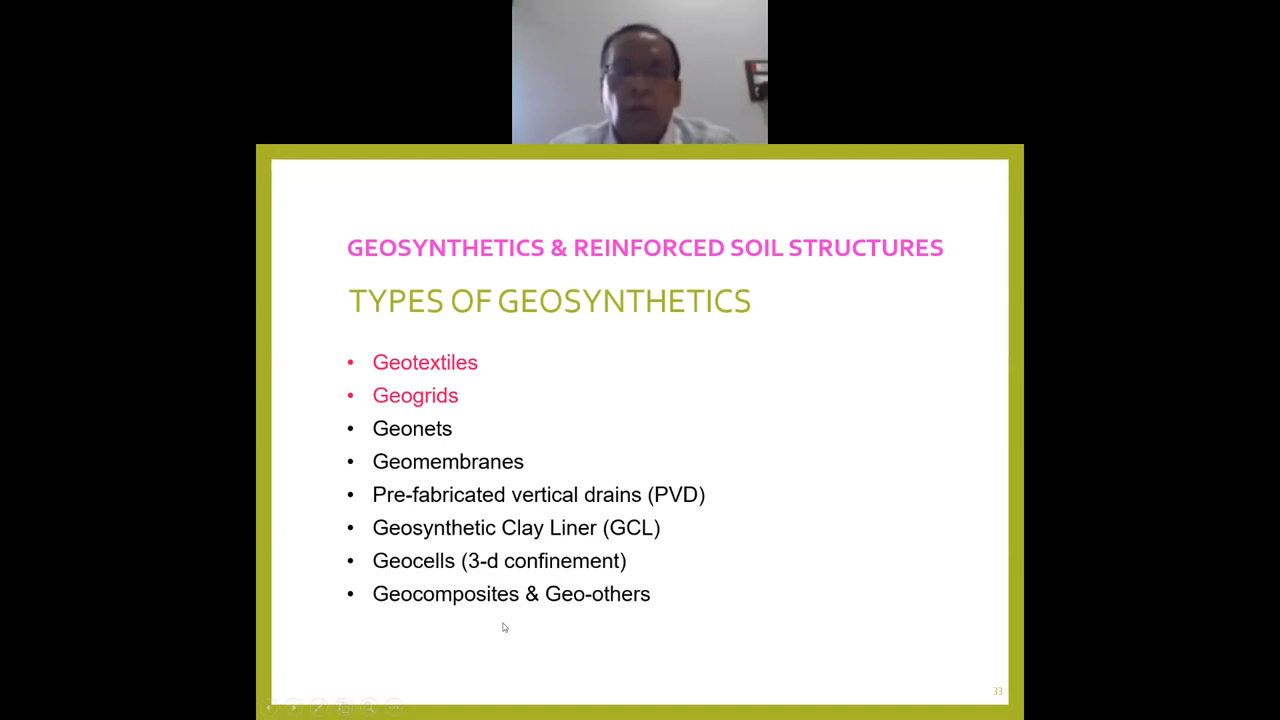 GEOSYNTHETICS & REINFORCED SOIL STRUCTURES
TYPES OF GEOSYNTHETICS
• Geotextiles
• Geogrids
• Geonets
• Geomembranes
• Pre-fabricated vertical drains (PVD)
• Geosynthetic Clay Liner (GCL)
• Geocells (3-d confinement)
• Geocomposites & Geo-others
33